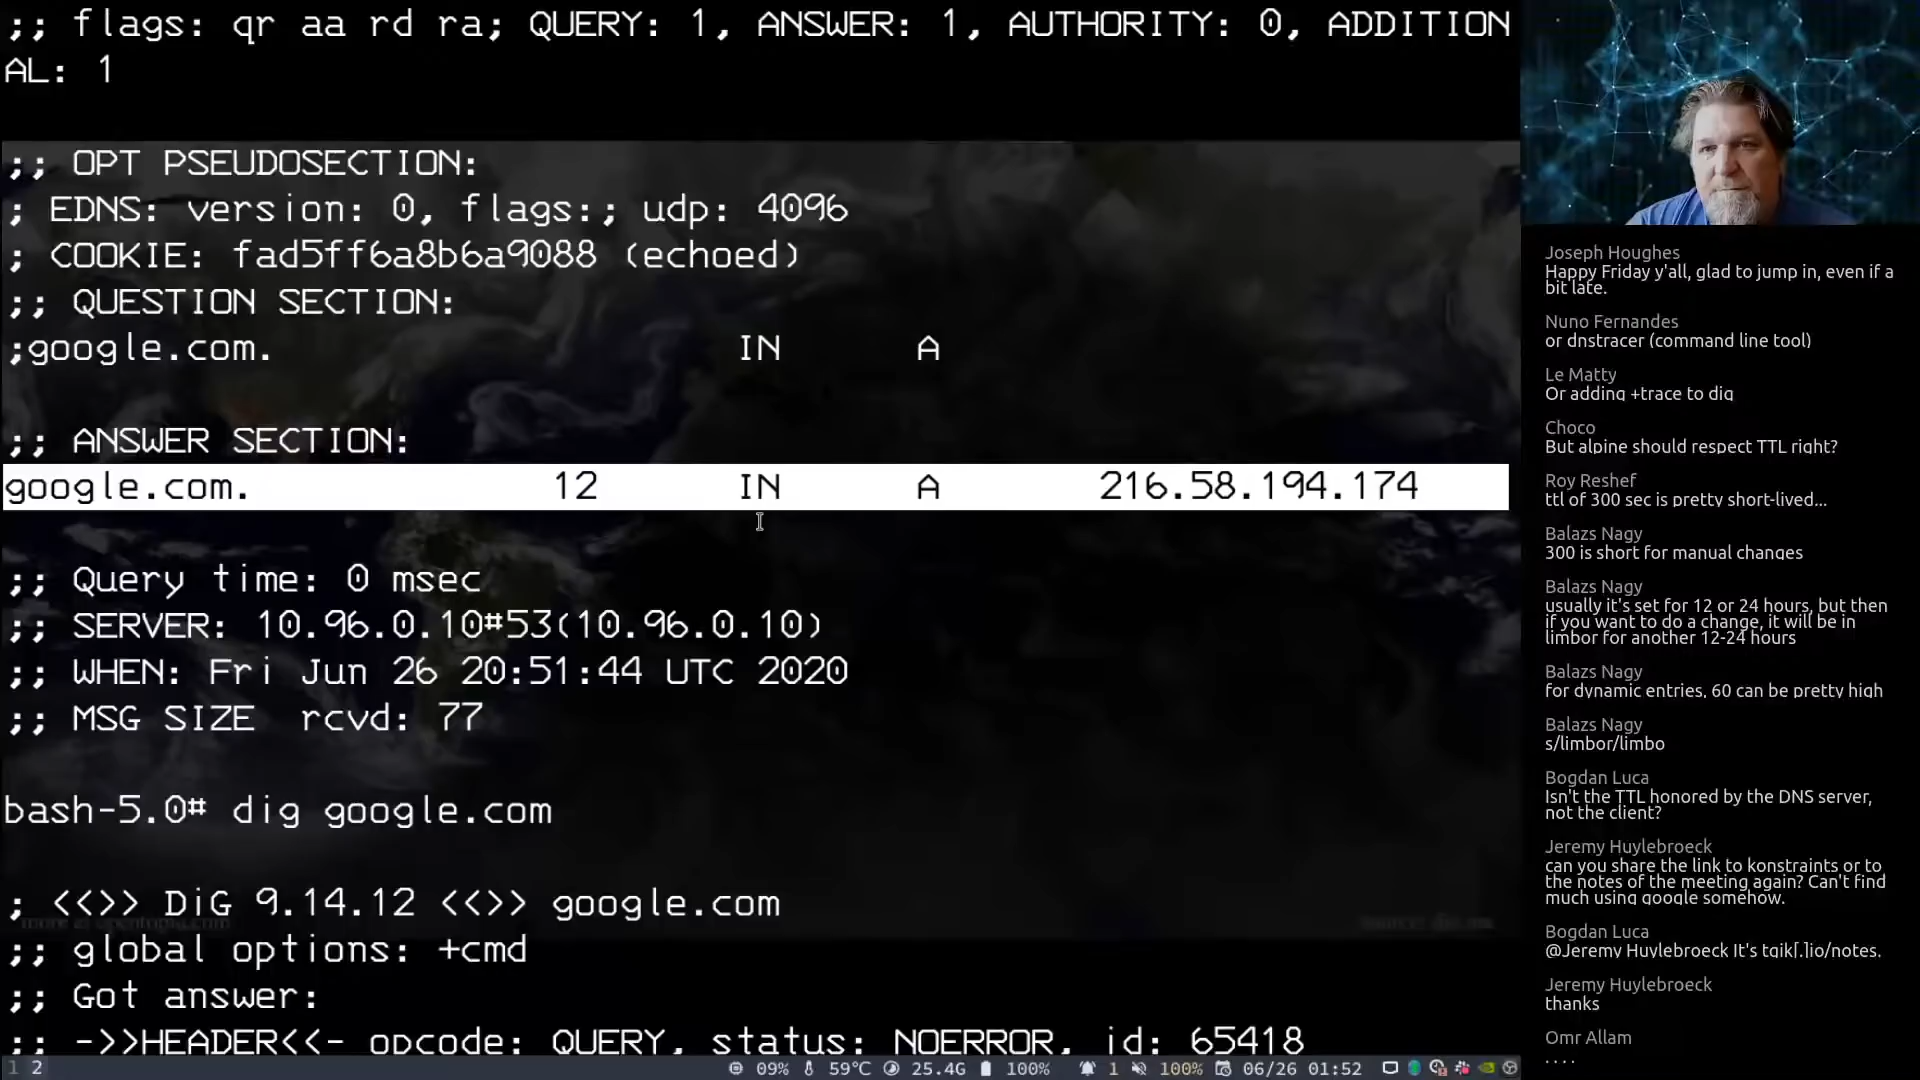 ;; flags: qr aa rd ra; QUERY: 1, ANSWER: 1, AUTHORITY: 0, ADDITION
AL: 1
;; OPT PSEUDOSECTION:
; EDNS: version: 0, flags:; udp: 4096
; COOKIE: fad5ff6a8b6a9088 (echoed)
;; QUESTION SECTION:
;google.com. IN A
;; ANSWER SECTION:
google.com. 12 IN A 216.58.194.174
;; Query time: 0 msec
;; SERVER: 10.96.0.10#53(10.96.0.10)
;; WHEN: Fri Jun 26 20:51:44 UTC 2020
;; MSG SIZE rcvd: 77
bash-5.0# dig google.com
; <<>> DiG 9.14.12 <<>> google.com
;; global options: +cmd
;; Got answer:
;; ->>HEADER<<- opcode: QUERY, status: NOERROR, id: 65418
1 2
09% 59°C 25.4G 100% 1 100% 06/26 01:52
Joseph Houghes
Happy Friday y'all, glad to jump in, even if a
bit late.
Nuno Fernandes
or dnstracer (command line tool)
Le Matty
Or adding +trace to dig
Choco
But alpine should respect TTL right?
Roy Reshef
ttl of 300 sec is pretty short-lived...
Balazs Nagy
300 is short for manual changes
Balazs Nagy
usually it's set for 12 or 24 hours, but then
if you want to do a change, it will be in
limbor for another 12-24 hours
Balazs Nagy
for dynamic entries, 60 can be pretty high
Balazs Nagy
s/limbor/limbo
Bogdan Luca
Isn't the TTL honored by the DNS server,
not the client?
Jeremy Huylebroeck
can you share the link to konstraints or to
the notes of the meeting again? Can't find
much using google somehow.
Bogdan Luca
@Jeremy Huylebroeck It's tgik[.]io/notes.
Jeremy Huylebroeck
thanks
Omr Allam